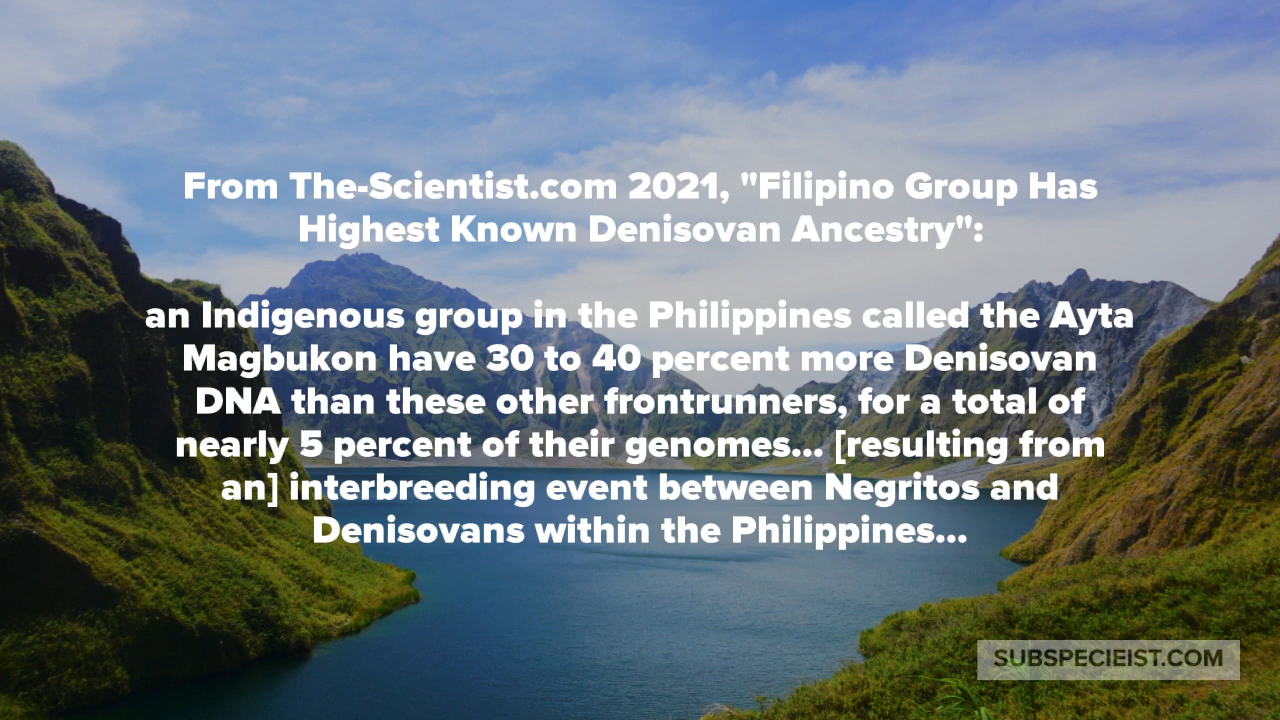 From The-Scientist.com 2021, "Filipino Group Has
Highest Known Denisovan Ancestry":
an Indigenous group in the Philippines called the Ayta
Magbukon have 30 to 40 percent more Denisovan
DNA than these other frontrunners, for a total of
nearly 5 percent of their genomes... [resulting from
an] interbreeding event between Negritos and
Denisovans within the Philippines...
SUBSPECIEIST.COM